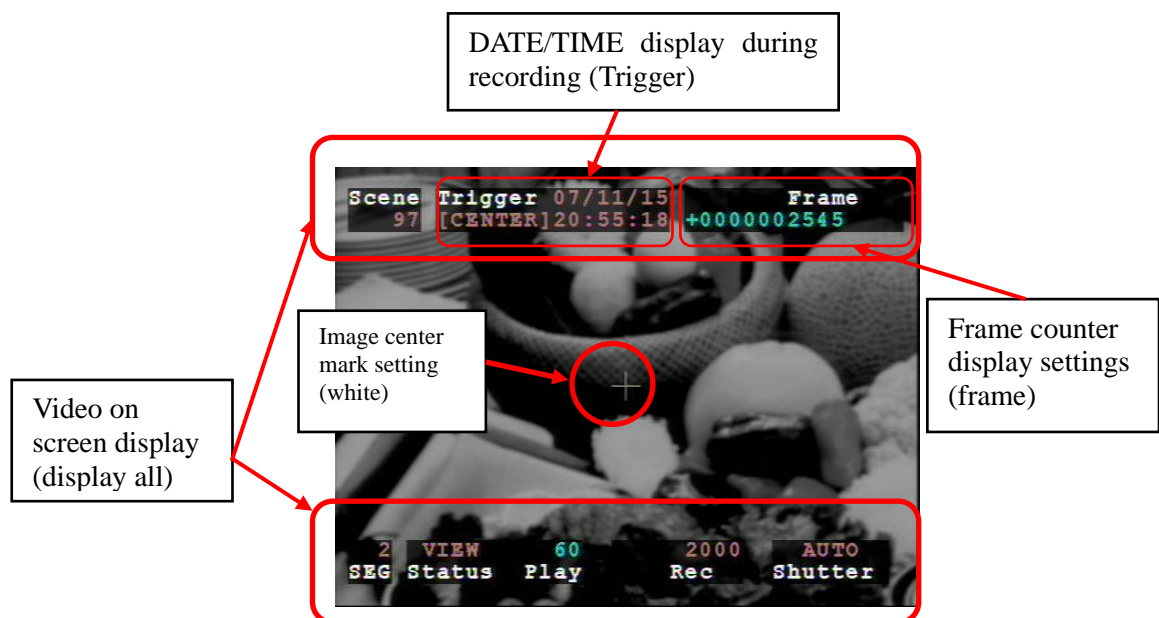 DATE/TIME display during
recording (Trigger)
Scene Trigger 07/11/15 Frame
97 [CENTER]20:55:18 +0000002545
Image center
mark setting
(white)
Frame counter
display settings
(frame)
Video on
screen display
(display all)
2 VIEW 60 2000 AUTO
SEG Status Play Rec Shutter